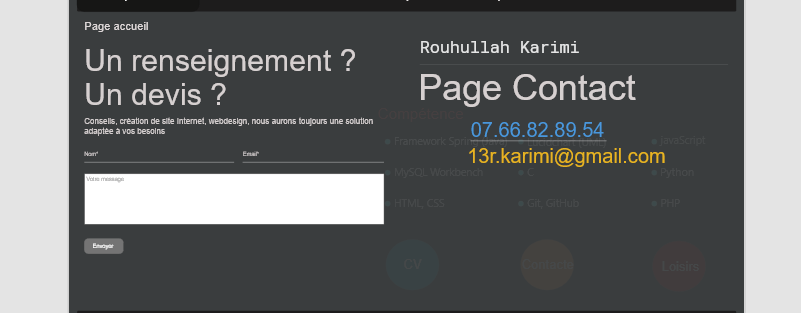 Page accueil
Un renseignement ?
Un devis ?
Conseils, création de site internet, webdesign, nous aurons toujours une solution
adaptée à vos besoins
Nom*
Email*
Votre message
Envoyer
Rouhullah Karimi
Page Contact
Compétence
07.66.82.89.54
13r.karimi@gmail.com
Framework Spring
JavaScript
MySQL Workbench
C
Python
HTML, CSS
Git, GitHub
PHP
CV
Contacts
Loisirs